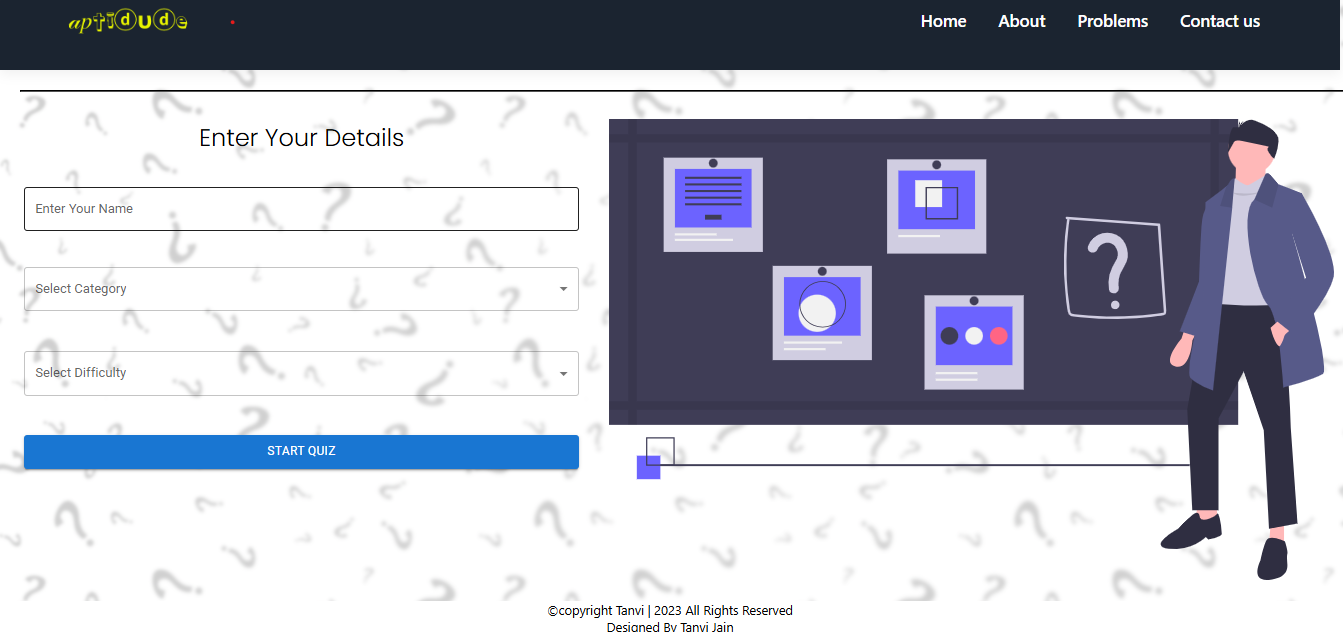 aptidude
Home About Problems Contact us
Enter Your Details
Enter Your Name
Select Category
Select Difficulty
START QUIZ
©copyright Tanvi | 2023 All Rights Reserved
Designed By Tanvi Jain